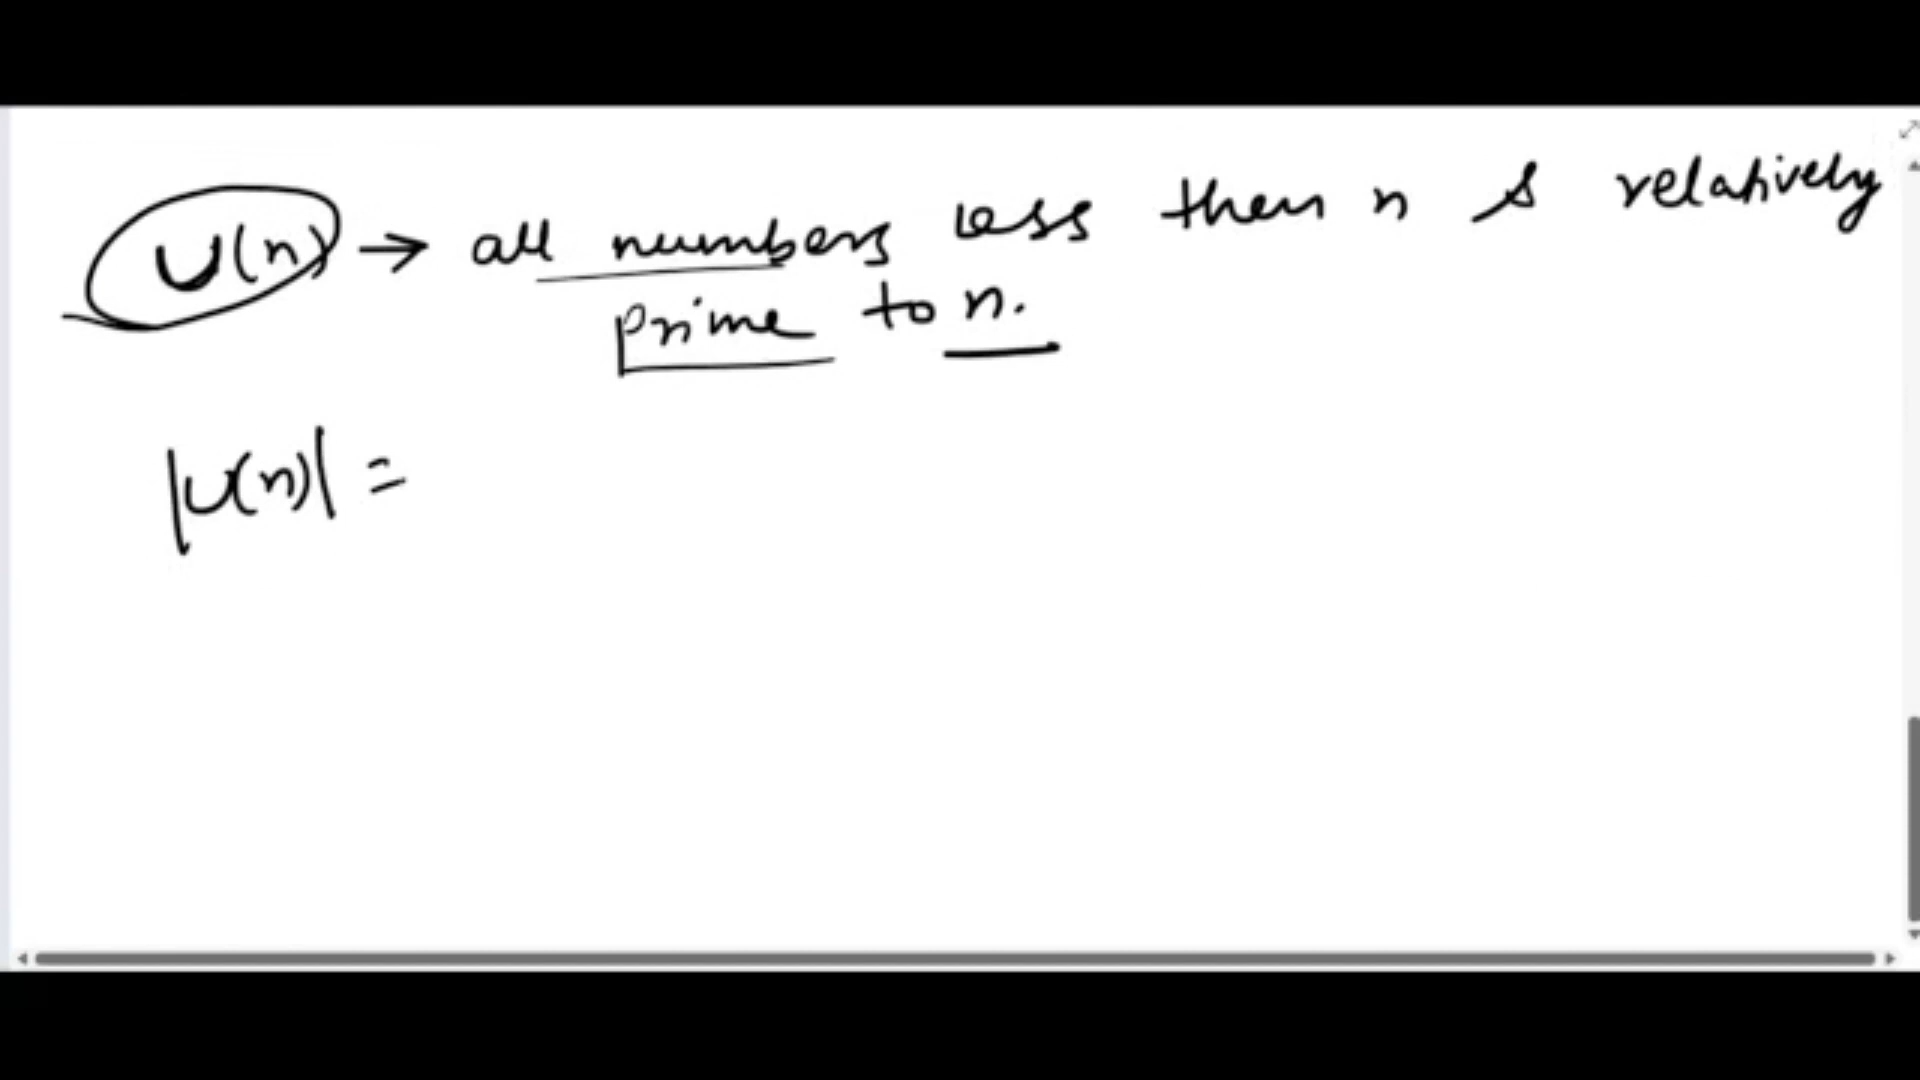 U(n) → all numbers less then n & relatively
prime to n.
|U(n)| =